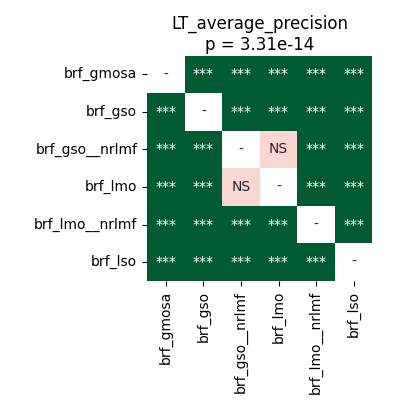 LT_average_precision
p = 3.31e-14
brf_gmosa - *** *** *** *** ***
brf_gso *** - *** *** *** ***
brf_gso__nrlmf *** *** - NS *** ***
brf_lmo *** *** NS - *** ***
brf_lmo__nrlmf *** *** *** *** - ***
brf_lso *** *** *** *** *** -
brf_gmosa
brf_gso
brf_gso__nrlmf
brf_lmo
brf_lmo__nrlmf
brf_lso